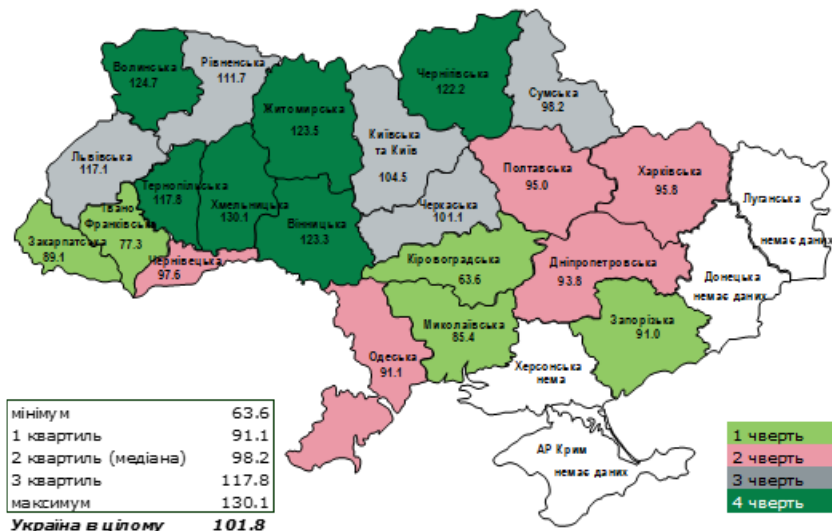 Волинська
124.7
Рівненська
111.7
Житомирська
123.5
Київська
та Київ
104.5
Чернігівська
122.2
Сумська
98.2
Львівська
117.1
Тернопільська
117.8
Хмельницька
130.1
Вінницька
123.3
Черкаська
101.1
Полтавська
95.0
Харківська
95.8
Луганська
немає даних
Івано-
Франківська
77.3
Закарпатська
89.1
Чернівецька
97.6
Кіровоградська
63.6
Дніпропетровська
93.8
Донецька
немає даних
Миколаївська
85.4
Запорізька
91.0
Одеська
91.1
Херсонська
нема
АР Крим
немає даних
мінімум 63.6
1 квартиль 91.1
2 квартиль (медіана) 98.2
3 квартиль 117.8
максимум 130.1
Україна в цілому 101.8
1 чверть
2 чверть
3 чверть
4 чверть